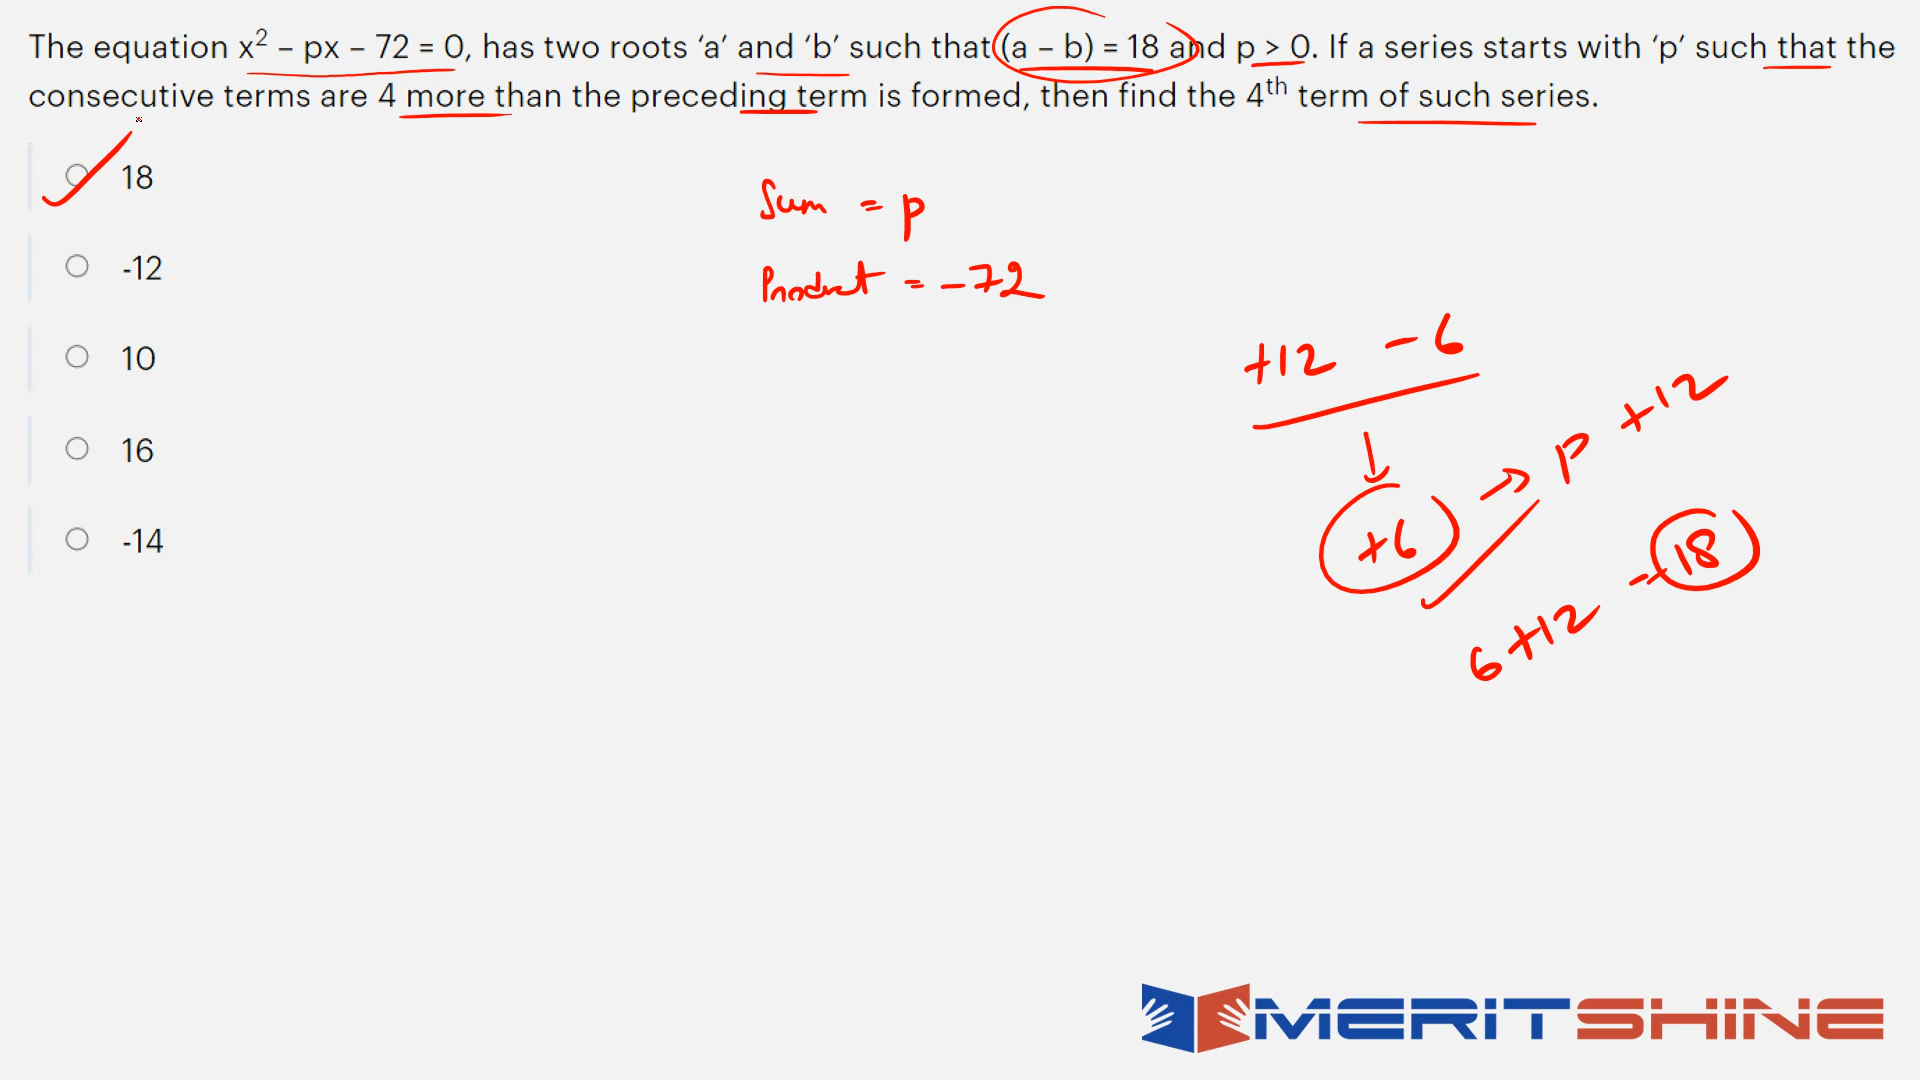 The equation x² – px – 72 = 0, has two roots ‘a’ and ‘b’ such that (a – b) = 18 and p > 0. If a series starts with ‘p’ such that the
consecutive terms are 4 more than the preceding term is formed, then find the 4th term of such series.
18
-12
10
16
-14
Sum = p
Product = -72
+12 -6
+6 → p +12
6+12 → 18
MERITSHINE